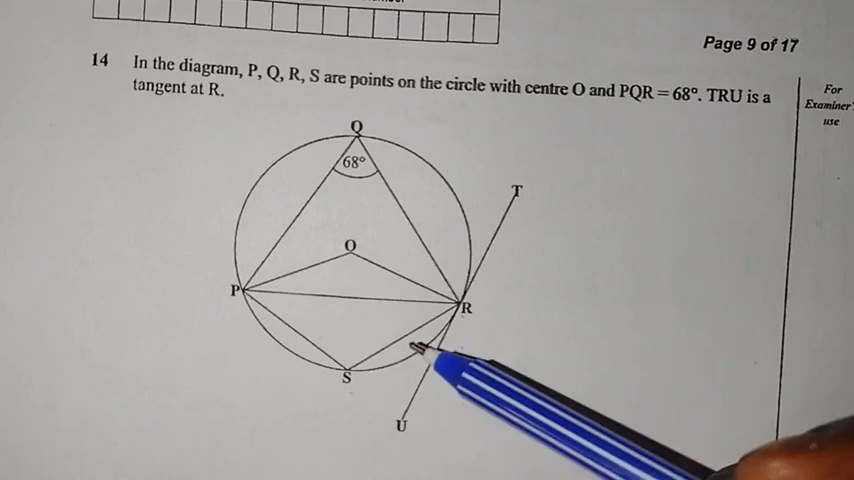 Page 9 of 17
14 In the diagram, P, Q, R, S are points on the circle with centre O and PQR = 68°. TRU is a
tangent at R.
For
Examiner's
use
Q
68°
T
O
P
R
S
U